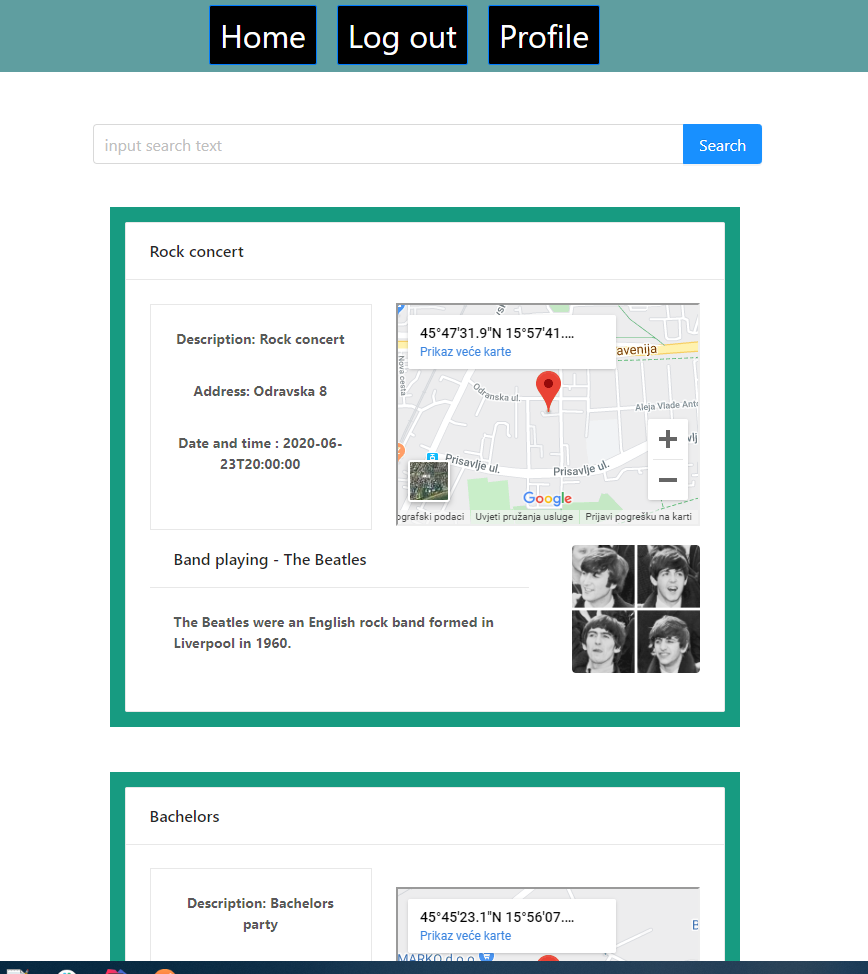 Home Log out Profile
input search text Search
Rock concert
Description: Rock concert
Address: Odravska 8
Date and time : 2020-06-
23T20:00:00
45°47'31.9"N 15°57'41....
Prikaz veće karte
avenija
Nova cesta
Odranska ul.
Aleja Vlade Anto
Prisavlje ul.
Prisavlje ul.
Google
ografski podaci Uvjeti pružanja usluge Prijavi pogrešku na karti
Band playing - The Beatles
The Beatles were an English rock band formed in
Liverpool in 1960.
Bachelors
Description: Bachelors
party
45°45'23.1"N 15°56'07....
Prikaz veće karte
MARKO d.o.o